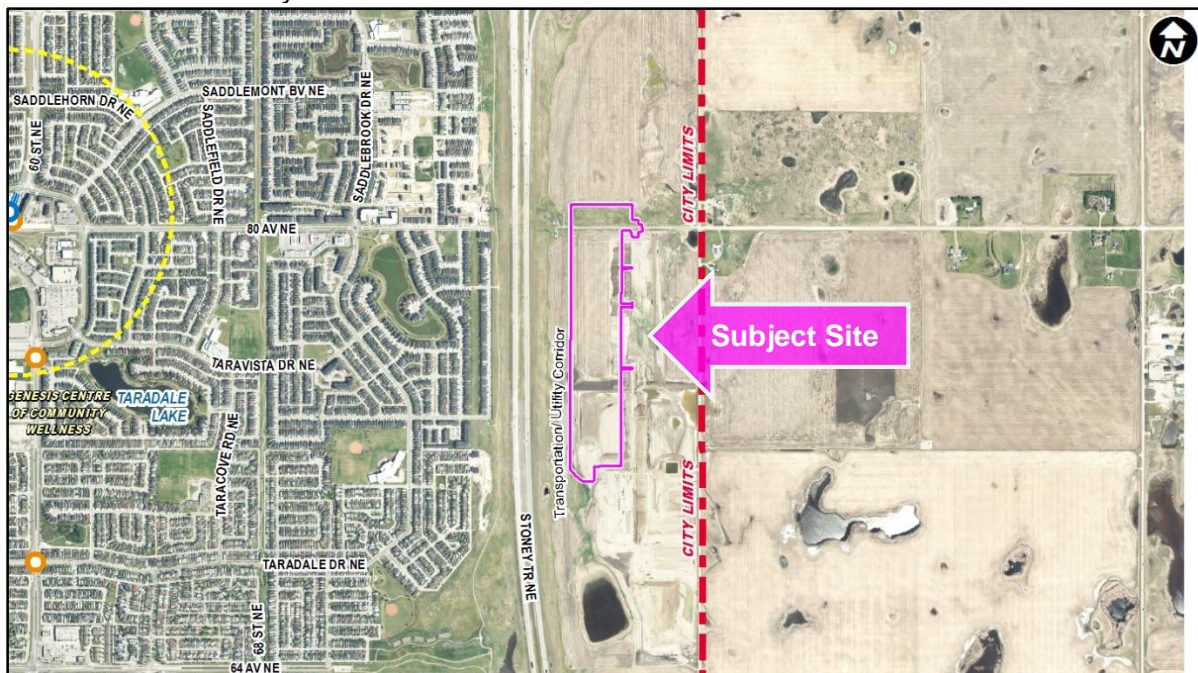 N
SADDLEMONT BV NE
SADDLEHORN DR NE
60 ST NE
SADDLEFIELD DR NE
SADDLEBROOK DR NE
CITY LIMITS
80 AV NE
Subject Site
Transportation/ Utility Corridor
TARAVISTA DR NE
GENESIS CENTRE
OF COMMUNITY
WELLNESS
TARADALE
LAKE
TARACOVE RD NE
CITY LIMITS
STONEY TR NE
TARADALE DR NE
68 ST NE
64 AV NE